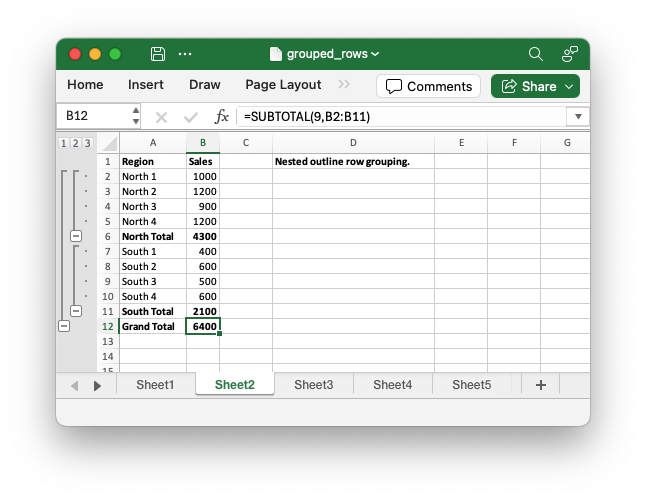 grouped_rows
Home Insert Draw Page Layout Comments Share
B12 fx =SUBTOTAL(9,B2:B11)
1 2 3 A B C D E F G
1 Region Sales Nested outline row grouping.
2 North 1 1000
3 North 2 1200
4 North 3 900
5 North 4 1200
6 North Total 4300
7 South 1 400
8 South 2 600
9 South 3 500
10 South 4 600
11 South Total 2100
12 Grand Total 6400
13
14
15
Sheet1 Sheet2 Sheet3 Sheet4 Sheet5 +